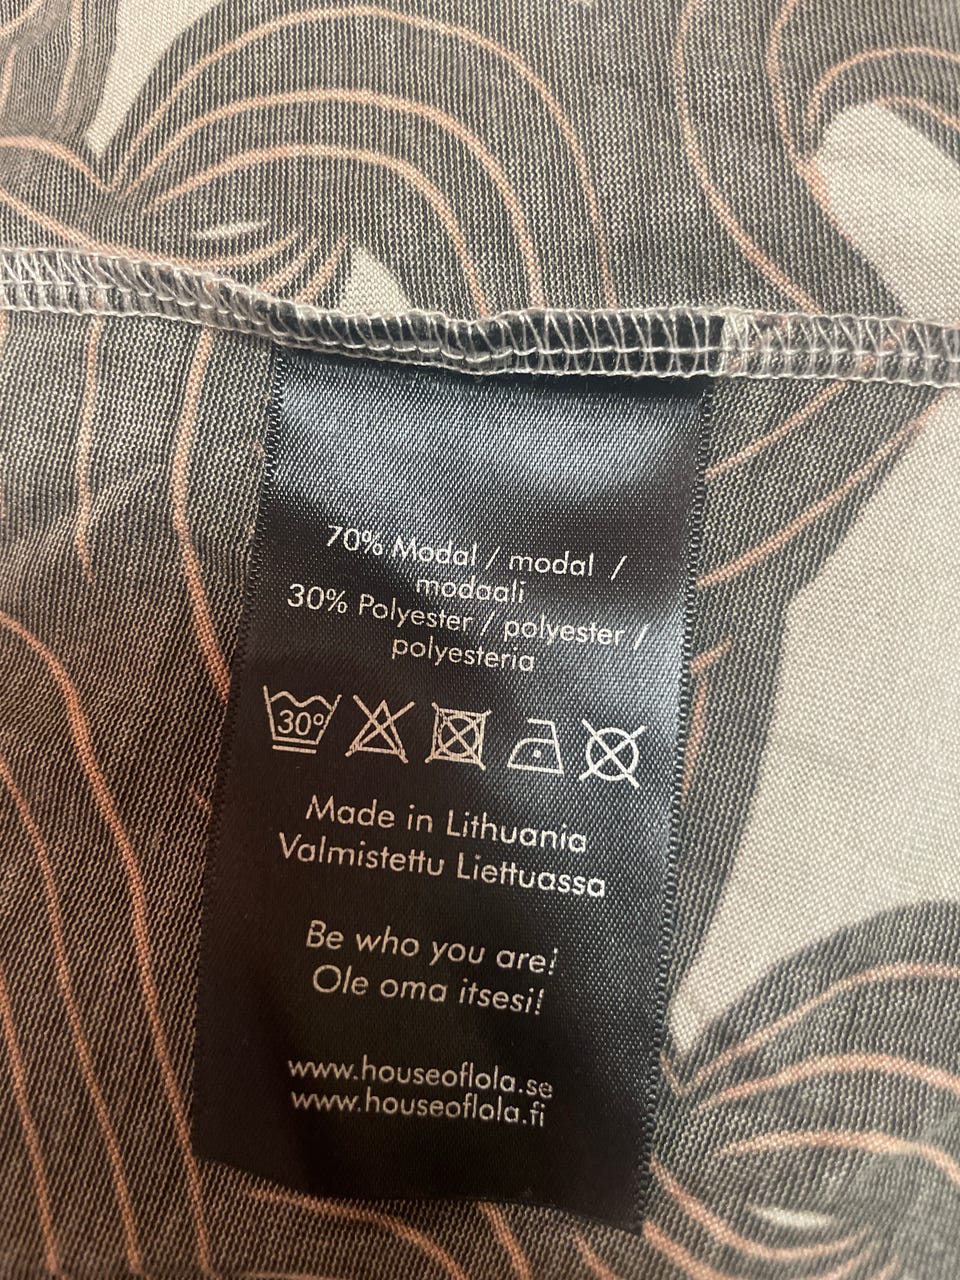 70% Modal / modal /
modaali
30% Polyester / polyester /
polyesteria
30°
Made in Lithuania
Valmistettu Liettuassa
Be who you are!
Ole oma itsesi!
www.houseoflola.se
www.houseoflola.fi